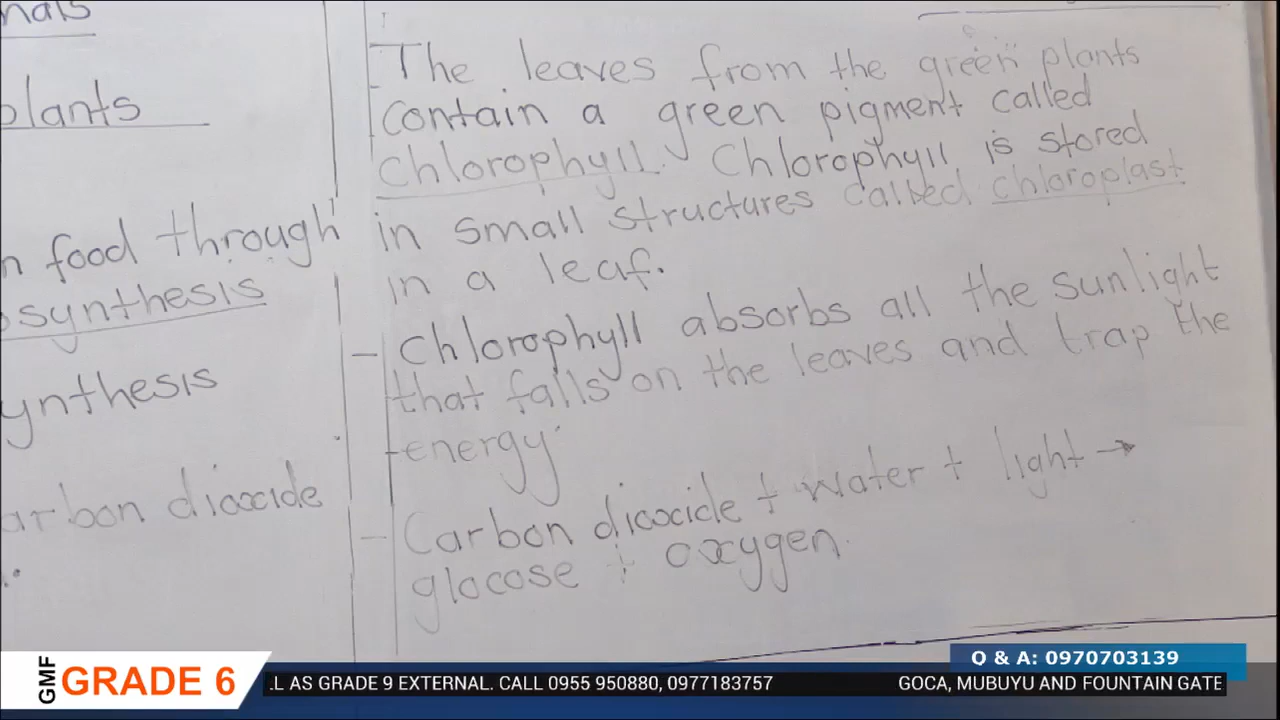 nals
plants
n food through
osynthesis
ynthesis
arbon dioxide
The leaves from the green plants
contain a green pigment called
Chlorophyll. Chlorophyll is stored
in small structures called chloroplast
in a leaf.
- Chlorophyll absorbs all the sunlight
that falls on the leaves and trap the
energy
- Carbon dioxide + water + light →
glocose + oxygen.
GMF GRADE 6
Q & A: 0970703139
L AS GRADE 9 EXTERNAL. CALL 0955 950880, 0977183757 GOCA, MUBUYU AND FOUNTAIN GATE